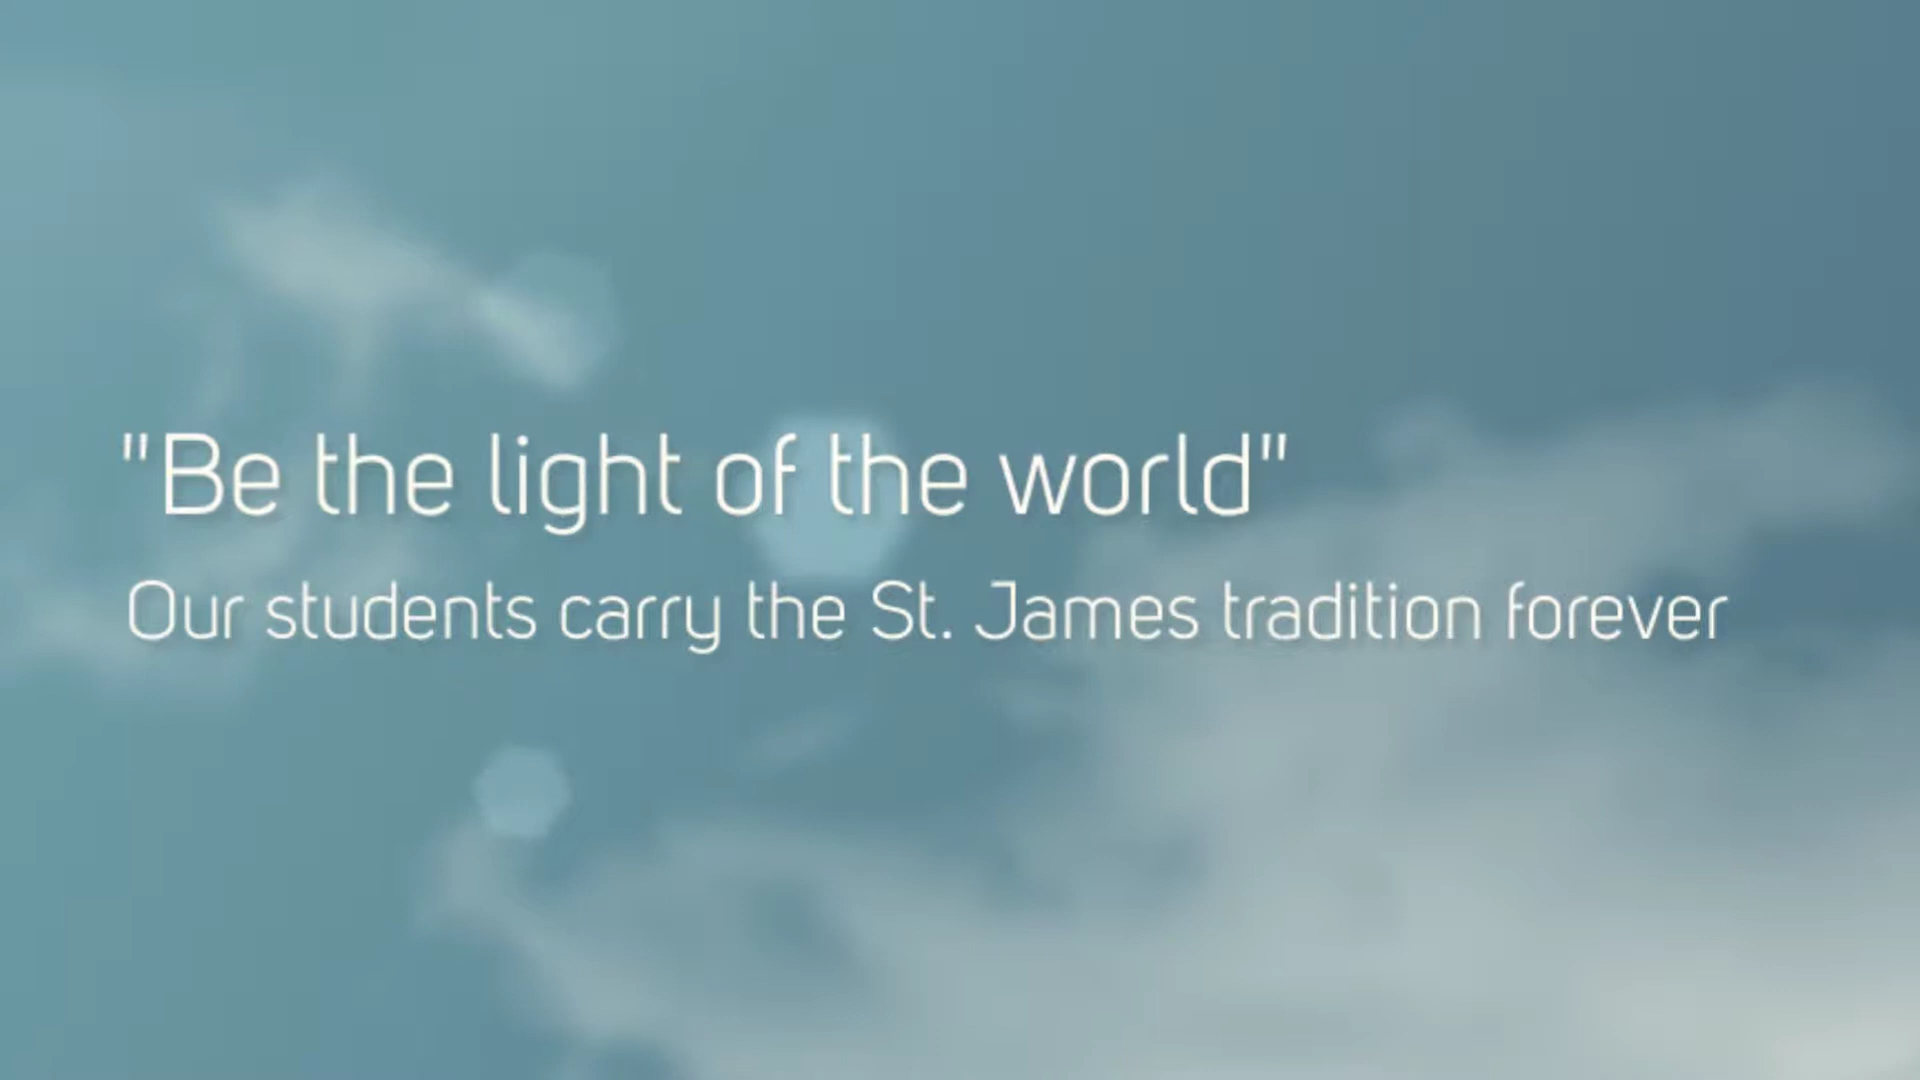 "Be the light of the world"
Our students carry the St. James tradition forever